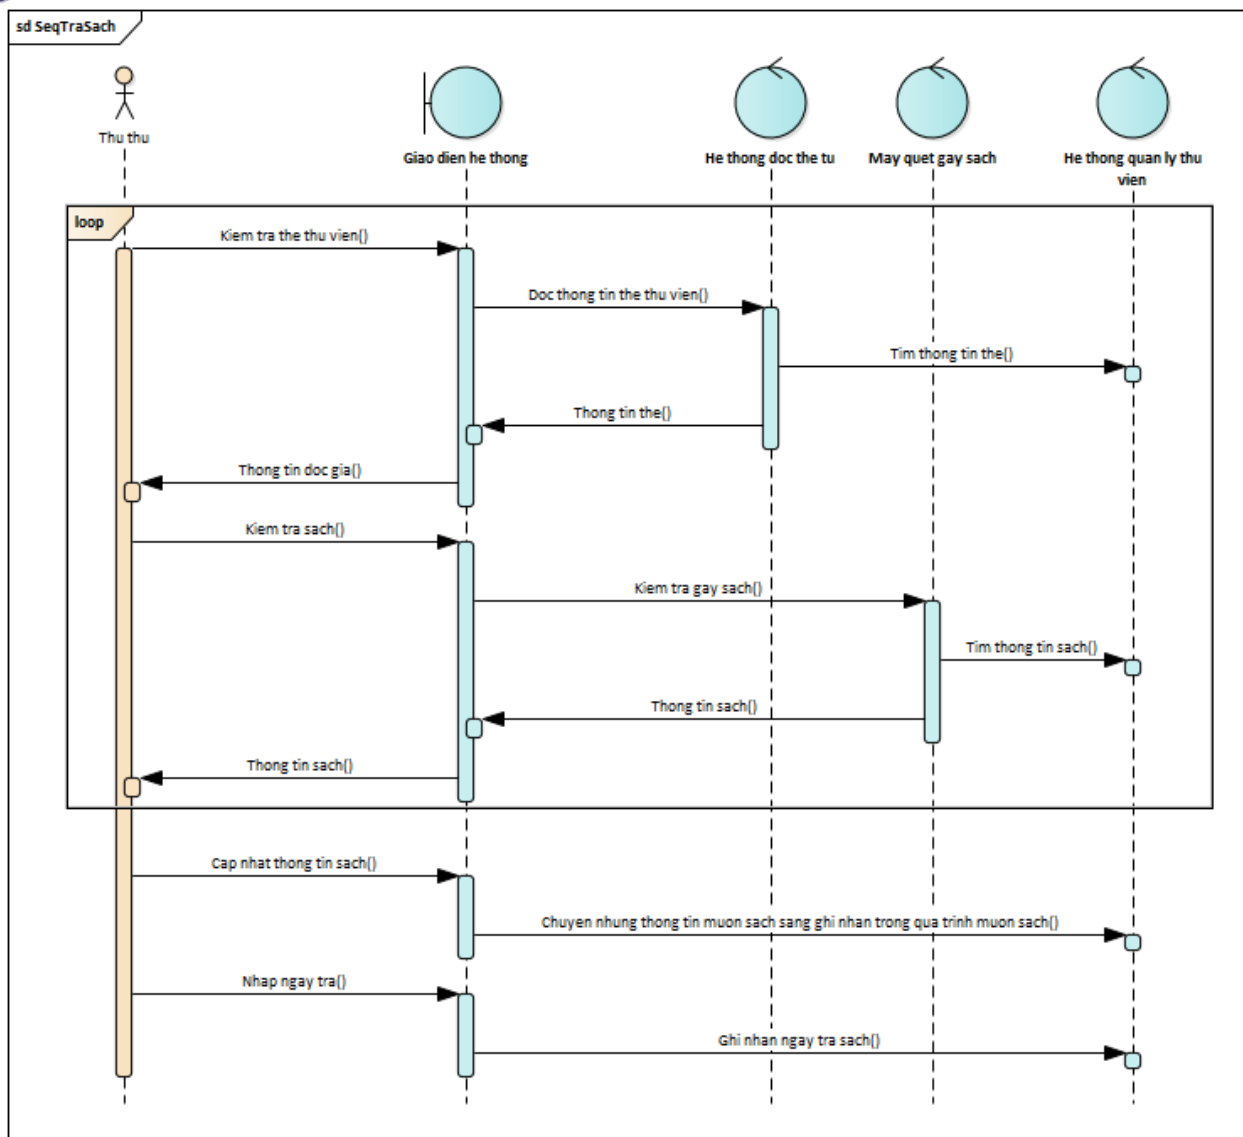 sd SeqTraSach
Thu thu
Giao dien he thong
He thong doc the tu
May quet gay sach
He thong quan ly thu
vien
loop
Kiem tra the thu vien()
Doc thong tin the thu vien()
Tim thong tin the()
Thong tin the()
Thong tin doc gia()
Kiem tra sach()
Kiem tra gay sach()
Tim thong tin sach()
Thong tin sach()
Thong tin sach()
Cap nhat thong tin sach()
Chuyen nhung thong tin muon sach sang ghi nhan trong qua trinh muon sach()
Nhap ngay tra()
Ghi nhan ngay tra sach()